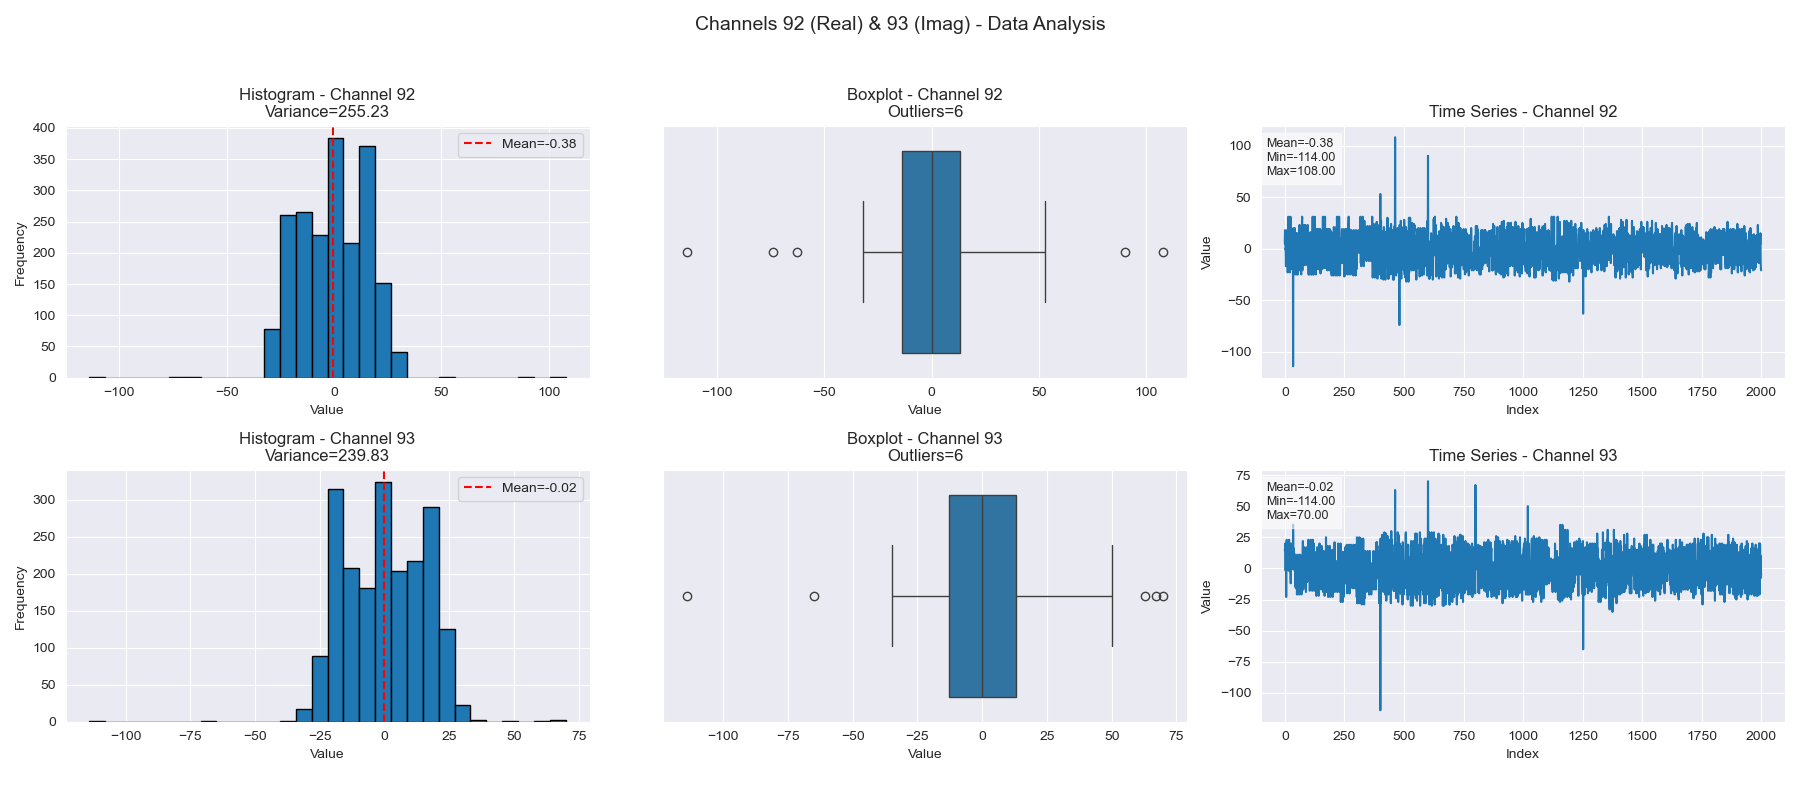 Channels 92 (Real) & 93 (Imag) - Data Analysis
Histogram - Channel 92
Variance=255.23
Mean=-0.38
Frequency
400
350
300
250
200
150
100
50
0
−100
−50
0
50
100
Value
Boxplot - Channel 92
Outliers=6
−100
−50
0
50
100
Value
Time Series - Channel 92
Mean=-0.38
Min=-114.00
Max=108.00
Value
100
50
0
−50
−100
0
250
500
750
1000
1250
1500
1750
2000
Index
Histogram - Channel 93
Variance=239.83
Mean=-0.02
Frequency
300
250
200
150
100
50
0
−100
−75
−50
−25
0
25
50
75
Value
Boxplot - Channel 93
Outliers=6
−100
−75
−50
−25
0
25
50
75
Value
Time Series - Channel 93
Mean=-0.02
Min=-114.00
Max=70.00
Value
75
50
25
0
−25
−50
−75
−100
0
250
500
750
1000
1250
1500
1750
2000
Index